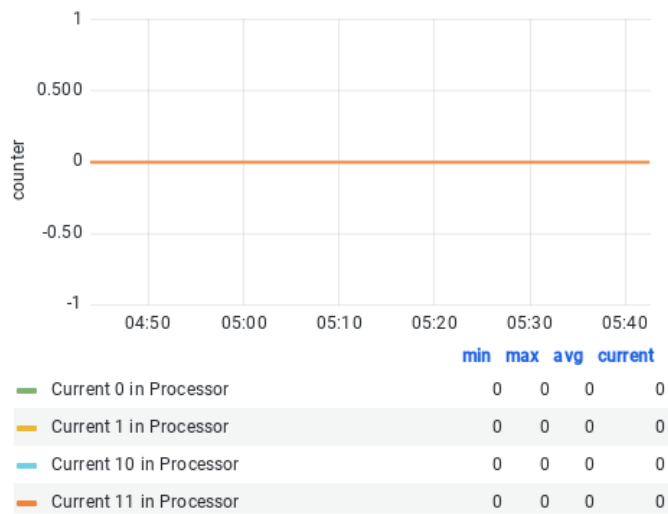 1
0.500
0
-0.50
-1
counter
04:50 05:00 05:10 05:20 05:30 05:40
min max avg current
Current 0 in Processor 0 0 0 0
Current 1 in Processor 0 0 0 0
Current 10 in Processor 0 0 0 0
Current 11 in Processor 0 0 0 0